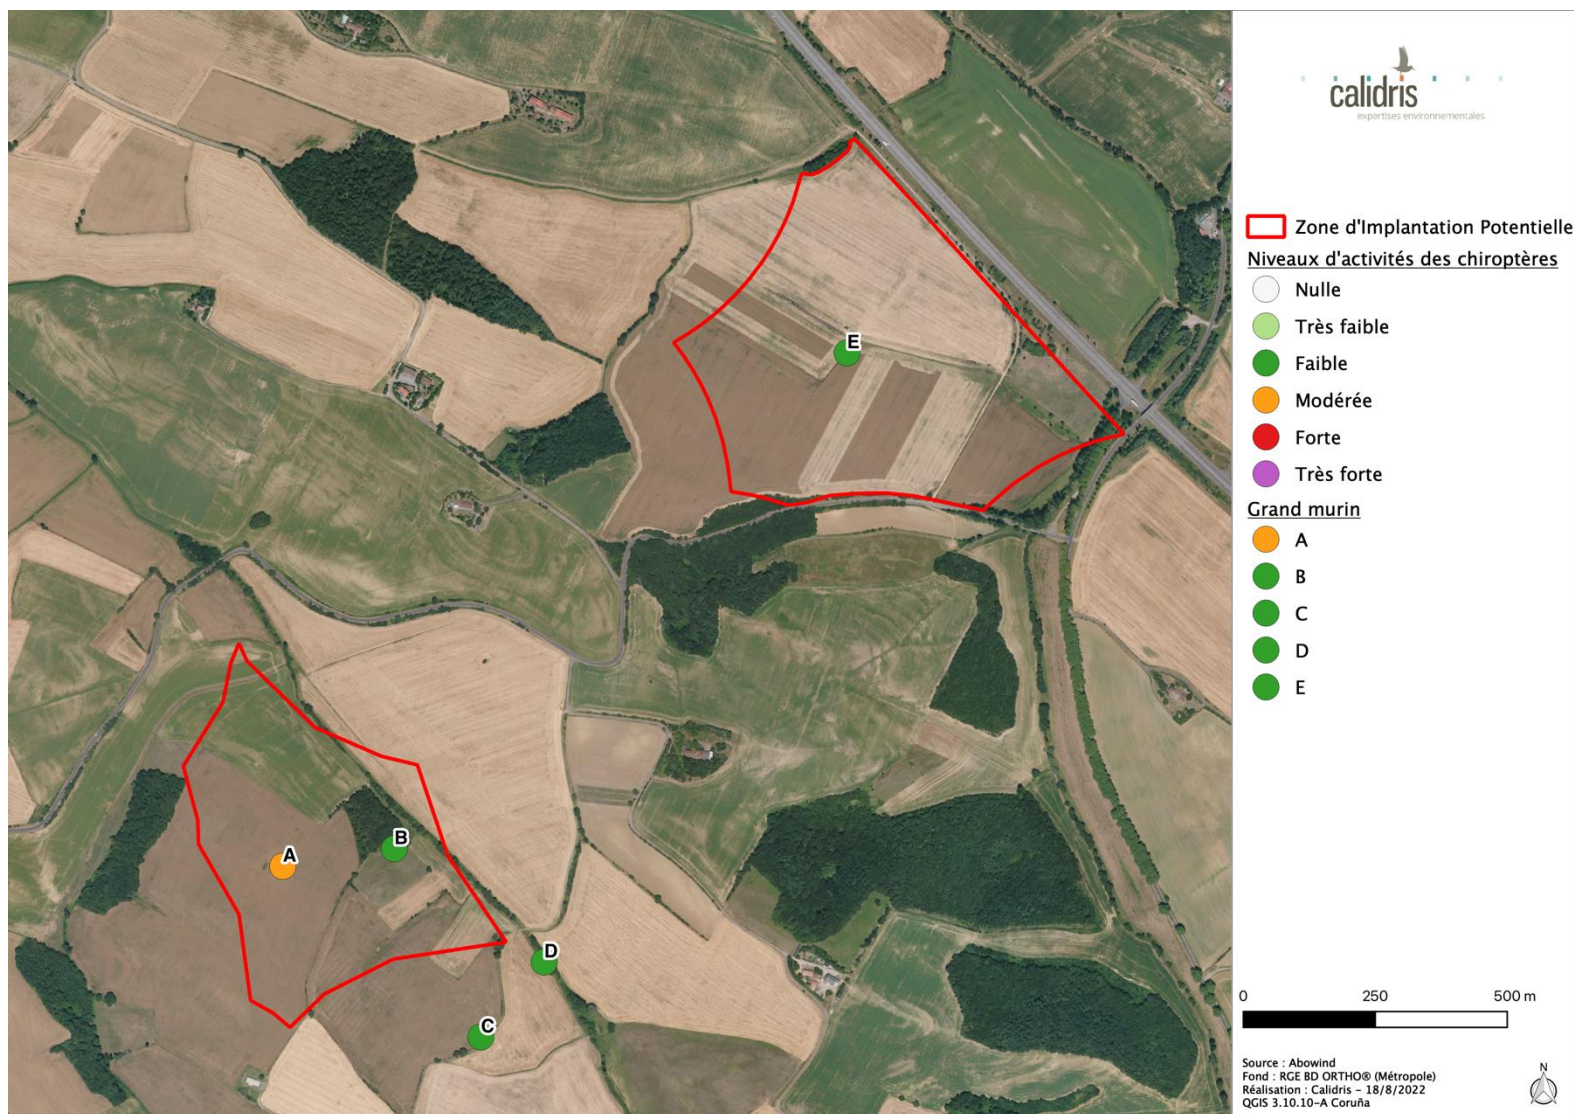 calidris
expertises environnementales
Zone d'Implantation Potentielle
Niveaux d'activités des chiroptères
Nulle
Très faible
Faible
Modérée
Forte
Très forte
Grand murin
A
B
C
D
E
E
A
B
D
C
0 250 500 m
Source : Abowind
Fond : RGE BD ORTHO® (Métropole)
Réalisation : Calidris - 18/8/2022
QGIS 3.10.10-A Coruña
N